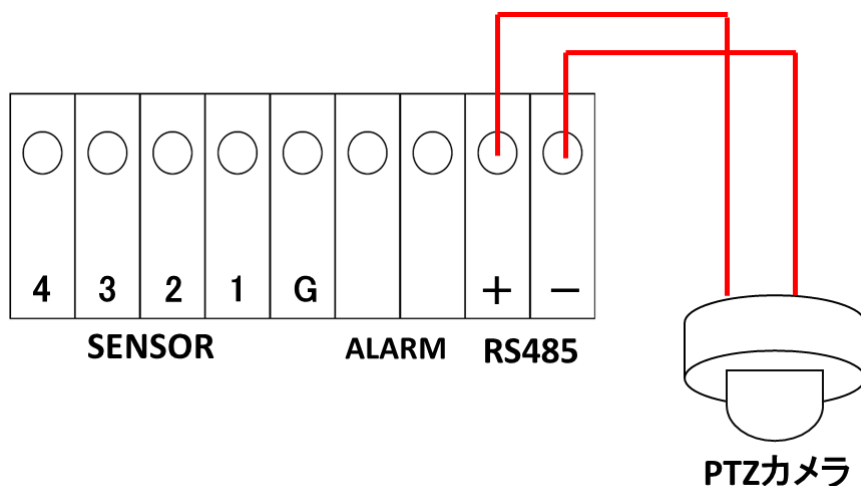 4 3 2 1 G + −
SENSOR ALARM RS485
PTZカメラ